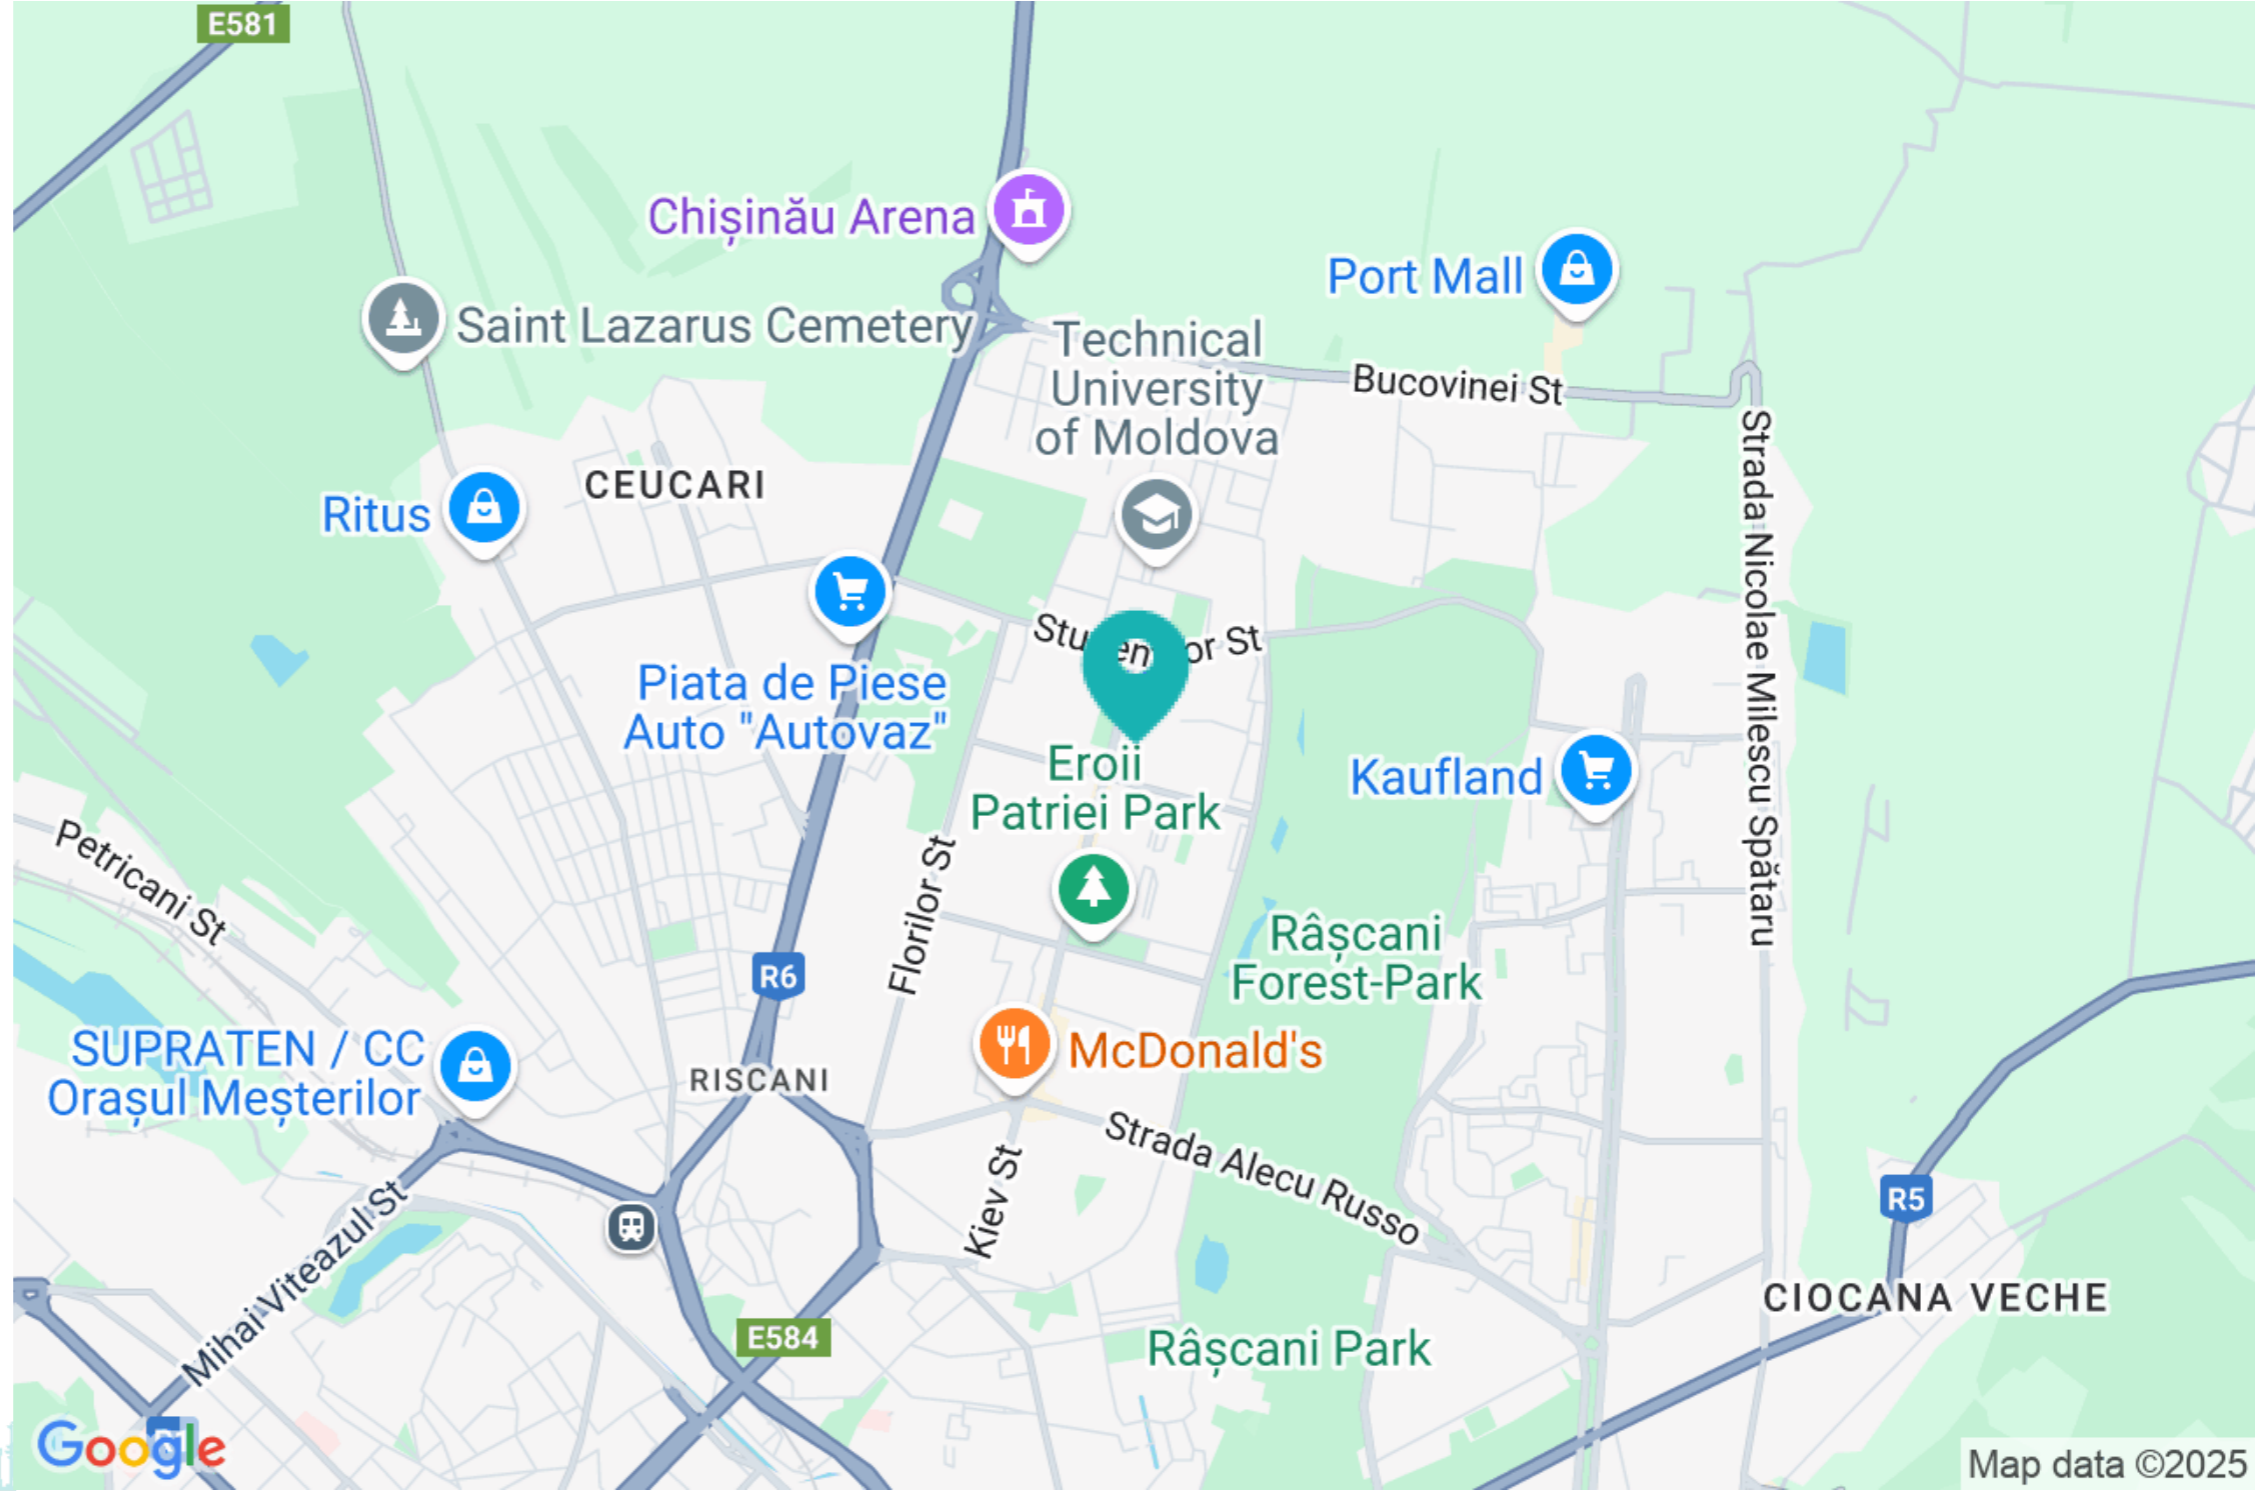 E581
Chișinău Arena
Port Mall
Saint Lazarus Cemetery
Technical
University
of Moldova
Bucovinei St
CEUCARI
Ritus
Strada Nicolae Milescu Spătaru
Piata de Piese
Auto "Autovaz"
Eroii
Patriei Park
Kaufland
Petricani St
Florilor St
Râșcani
Forest-Park
R6
SUPRATEN / CC
Orașul Meșterilor
RISCANI
McDonald's
Strada Alecu Russo
Kiev St
Mihai Viteazul St
R5
CIOCANA VECHE
E584
Râșcani Park
Google
Map data ©2025